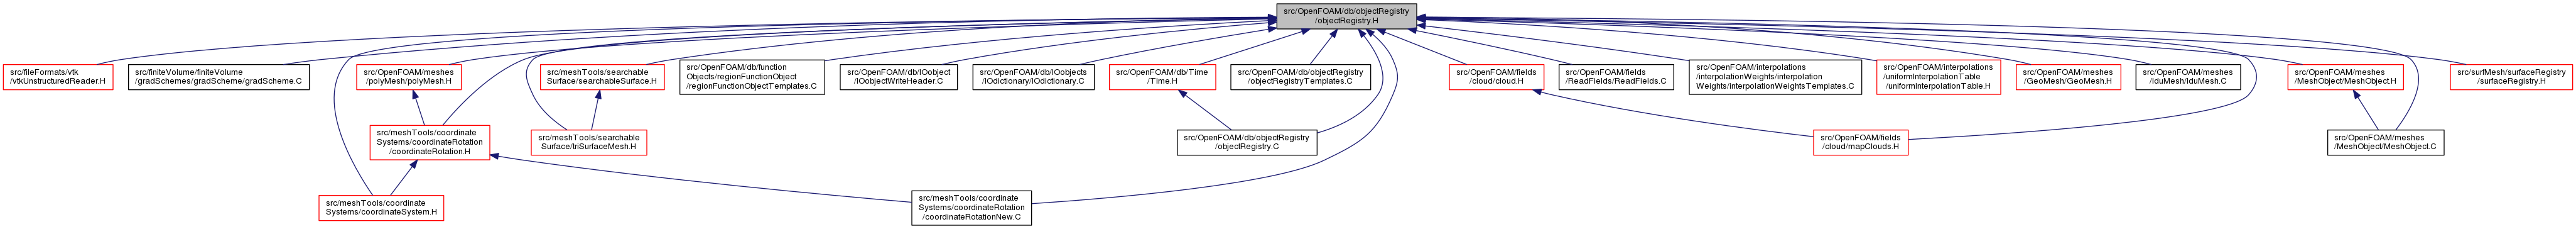 src/OpenFOAM/db/objectRegistry
/objectRegistry.H
src/fileFormats/vtk
/vtkUnstructuredReader.H
src/finiteVolume/finiteVolume
/gradSchemes/gradScheme/gradScheme.C
src/OpenFOAM/meshes
/polyMesh/polyMesh.H
src/meshTools/searchable
Surface/searchableSurface.H
src/OpenFOAM/db/function
Objects/regionFunctionObject
/regionFunctionObjectTemplates.C
src/OpenFOAM/db/IOobject
/IOobjectWriteHeader.C
src/OpenFOAM/db/IOobjects
/IOdictionary/IOdictionary.C
src/OpenFOAM/db/Time
/Time.H
src/OpenFOAM/db/objectRegistry
/objectRegistryTemplates.C
src/OpenFOAM/fields
/cloud/cloud.H
src/OpenFOAM/fields
/ReadFields/ReadFields.C
src/OpenFOAM/interpolations
/interpolationWeights/interpolation
Weights/interpolationWeightsTemplates.C
src/OpenFOAM/interpolations
/uniformInterpolationTable
/uniformInterpolationTable.H
src/OpenFOAM/meshes
/GeoMesh/GeoMesh.H
src/OpenFOAM/meshes
/lduMesh/lduMesh.C
src/OpenFOAM/meshes
/MeshObject/MeshObject.H
src/surfMesh/surfaceRegistry
/surfaceRegistry.H
src/meshTools/coordinate
Systems/coordinateRotation
/coordinateRotation.H
src/meshTools/searchable
Surface/triSurfaceMesh.H
src/OpenFOAM/db/objectRegistry
/objectRegistry.C
src/OpenFOAM/fields
/cloud/mapClouds.H
src/OpenFOAM/meshes
/MeshObject/MeshObject.C
src/meshTools/coordinate
Systems/coordinateSystem.H
src/meshTools/coordinate
Systems/coordinateRotation
/coordinateRotationNew.C